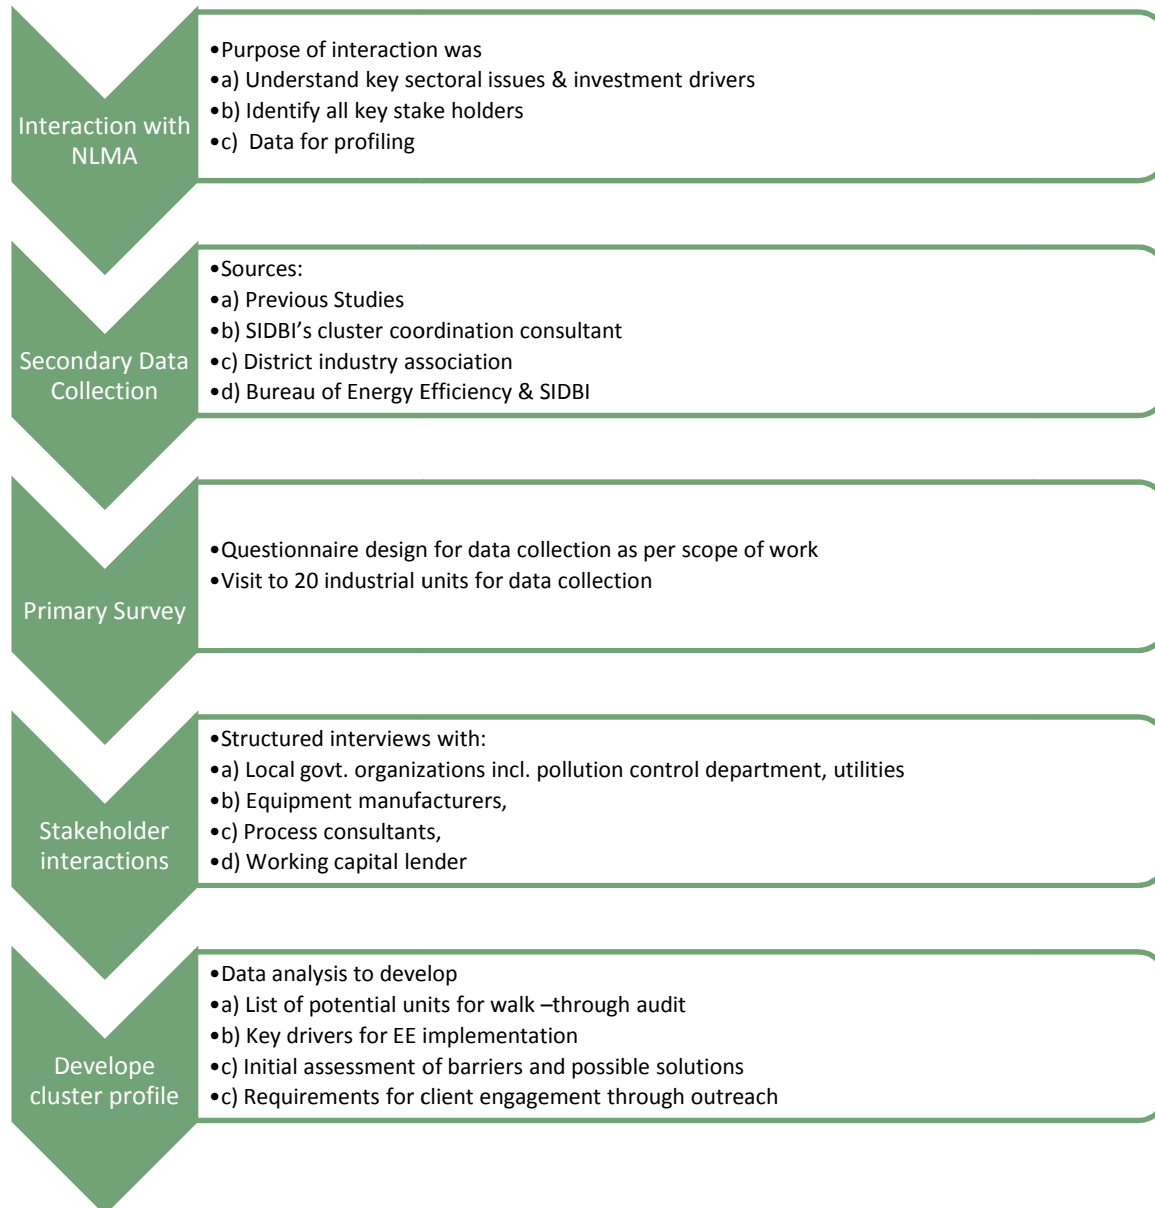 Interaction with
NLMA
•Purpose of interaction was
•a) Understand key sectoral issues & investment drivers
•b) Identify all key stake holders
•c)  Data for profiling
Secondary Data
Collection
•Sources:
•a) Previous Studies
•b) SIDBI’s cluster coordination consultant
•c) District industry association
•d) Bureau of Energy Efficiency & SIDBI
Primary Survey
•Questionnaire design for data collection as per scope of work
•Visit to 20 industrial units for data collection
Stakeholder
interactions
•Structured interviews with:
•a) Local govt. organizations incl. pollution control department, utilities
•b) Equipment manufacturers,
•c) Process consultants,
•d) Working capital lender
Develope
cluster profile
•Data analysis to develop
•a) List of potential units for walk –through audit
•b) Key drivers for EE implementation
•c) Initial assessment of barriers and possible solutions
•c) Requirements for client engagement through outreach